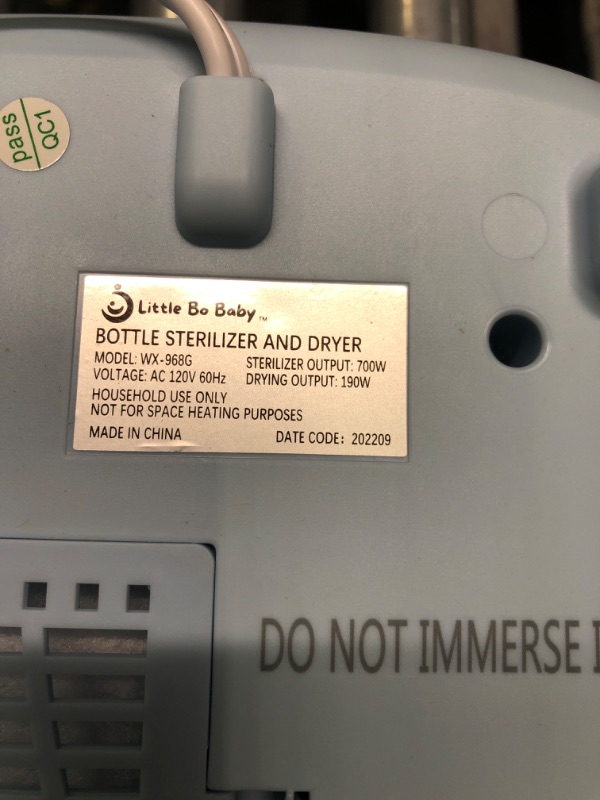 pass
QC1
Little Bo Baby™
BOTTLE STERILIZER AND DRYER
MODEL: WX-968G STERILIZER OUTPUT: 700W
VOLTAGE: AC 120V 60Hz DRYING OUTPUT: 190W
HOUSEHOLD USE ONLY
NOT FOR SPACE HEATING PURPOSES
MADE IN CHINA DATE CODE: 202209
DO NOT IMMERSE